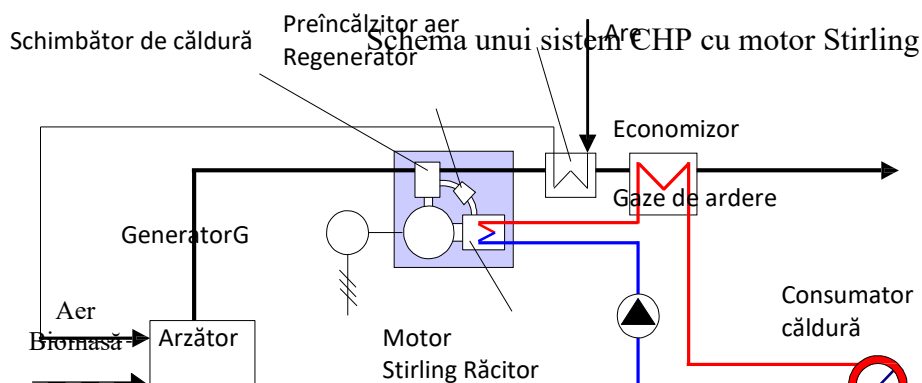 Schema unui sistem CHP cu motor Stirling
Preîncălzitor aer
Schimbător de căldură
Regenerator
Are
Economizor
Gaze de ardere
GeneratorG
Aer
Biomasă
Arzător
Motor
Stirling Răcitor
Consumator
căldură